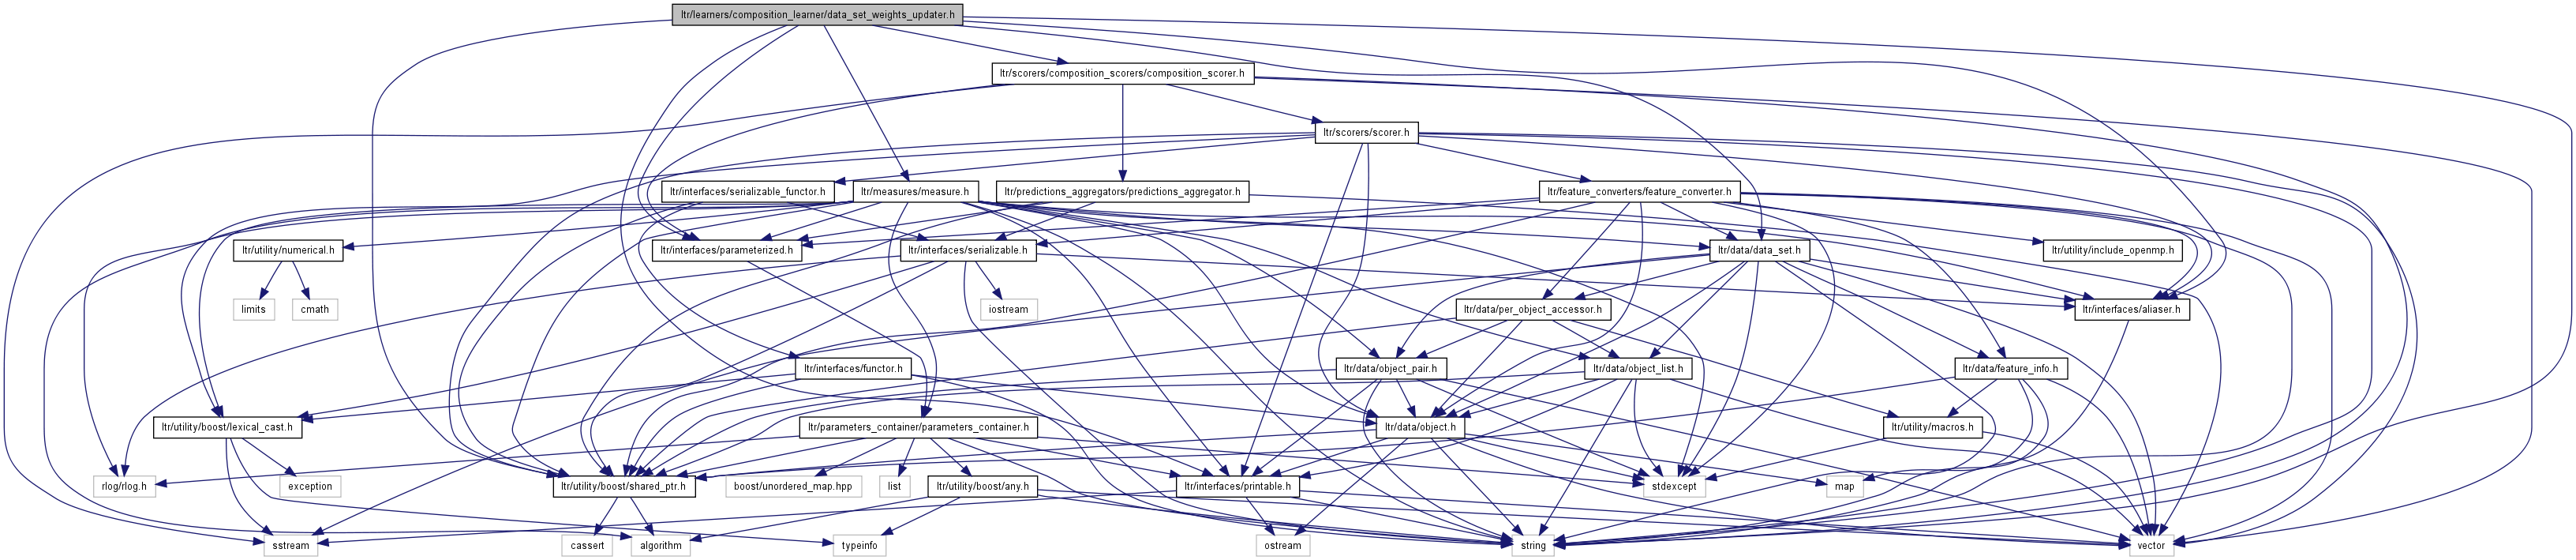 ltr/learners/composition_learner/data_set_weights_updater.h
ltr/scorers/composition_scorers/composition_scorer.h
ltr/scorers/scorer.h
ltr/interfaces/serializable_functor.h
ltr/measures/measure.h
ltr/predictions_aggregators/predictions_aggregator.h
ltr/feature_converters/feature_converter.h
ltr/utility/numerical.h
ltr/interfaces/parameterized.h
ltr/interfaces/serializable.h
ltr/data/data_set.h
ltr/utility/include_openmp.h
limits
cmath
iostream
ltr/data/per_object_accessor.h
ltr/interfaces/aliaser.h
ltr/interfaces/functor.h
ltr/data/object_pair.h
ltr/data/object_list.h
ltr/data/feature_info.h
ltr/utility/boost/lexical_cast.h
ltr/parameters_container/parameters_container.h
ltr/data/object.h
ltr/utility/macros.h
rlog/rlog.h
exception
ltr/utility/boost/shared_ptr.h
boost/unordered_map.hpp
list
ltr/utility/boost/any.h
ltr/interfaces/printable.h
stdexcept
map
sstream
cassert
algorithm
typeinfo
ostream
string
vector